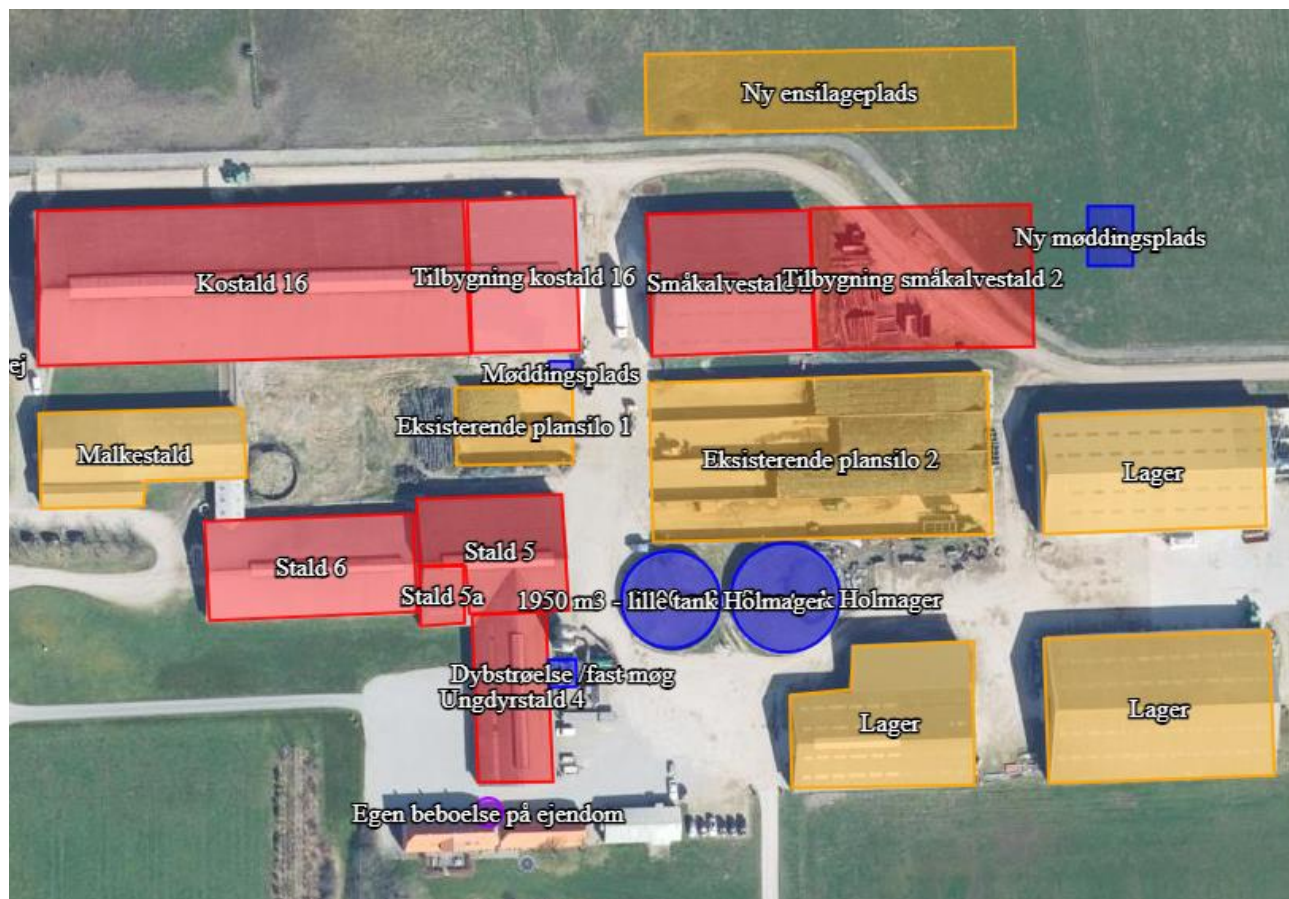 Ny ensilageplads
Ny møddingsplads
Kostald 16
Tilbygning kostald 16
Småkalvestald
Tilbygning småkalvestald 2
ej
Møddingsplads
Eksisterende plansilo 1
Malkestald
Eksisterende plansilo 2
Lager
Stald 5
Stald 6
Stald 5a
1950 m3 - lille tank Holmager
Holmager
Dybstrøelse /fast møg
Ungdyrstald 4
Lager
Lager
Egen beboelse på ejendom